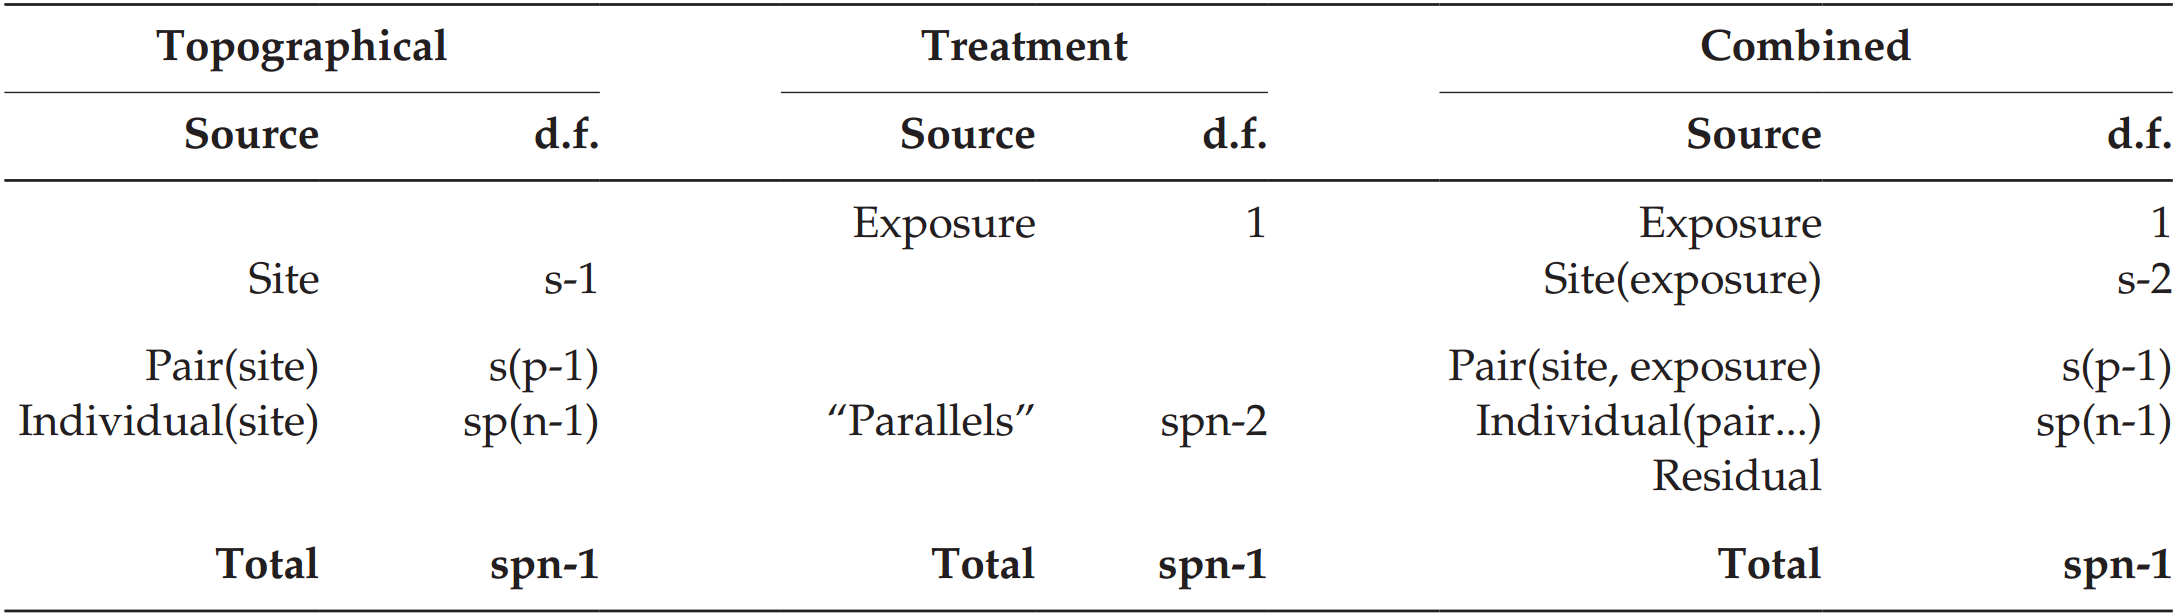 Topographical Treatment Combined
Source d.f. Source d.f. Source d.f.
Exposure 1 Exposure 1
Site s-1 Site(exposure) s-2
Pair(site) s(p-1) Pair(site, exposure) s(p-1)
Individual(site) sp(n-1) “Parallels” spn-2 Individual(pair...) sp(n-1)
Residual
Total spn-1 Total spn-1 Total spn-1